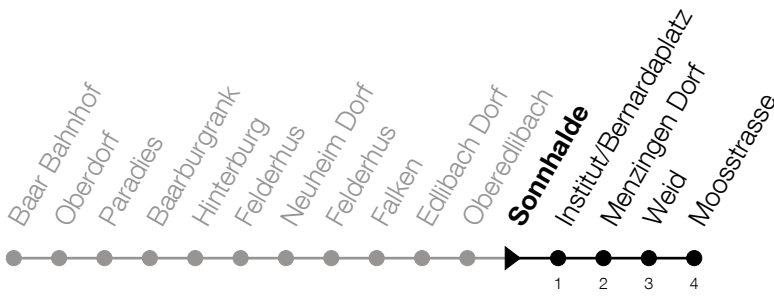 Baar Bahnhof
Oberdorf
Paradies
Baarburgrank
Hinterburg
Felderhus
Neuheim Dorf
Felderhus
Falken
Edlibach Dorf
Oberedlibach
Sonnhalde
Institut/Bernardaplatz
Menzingen Dorf
Weid
Moosstrasse
1
2
3
4